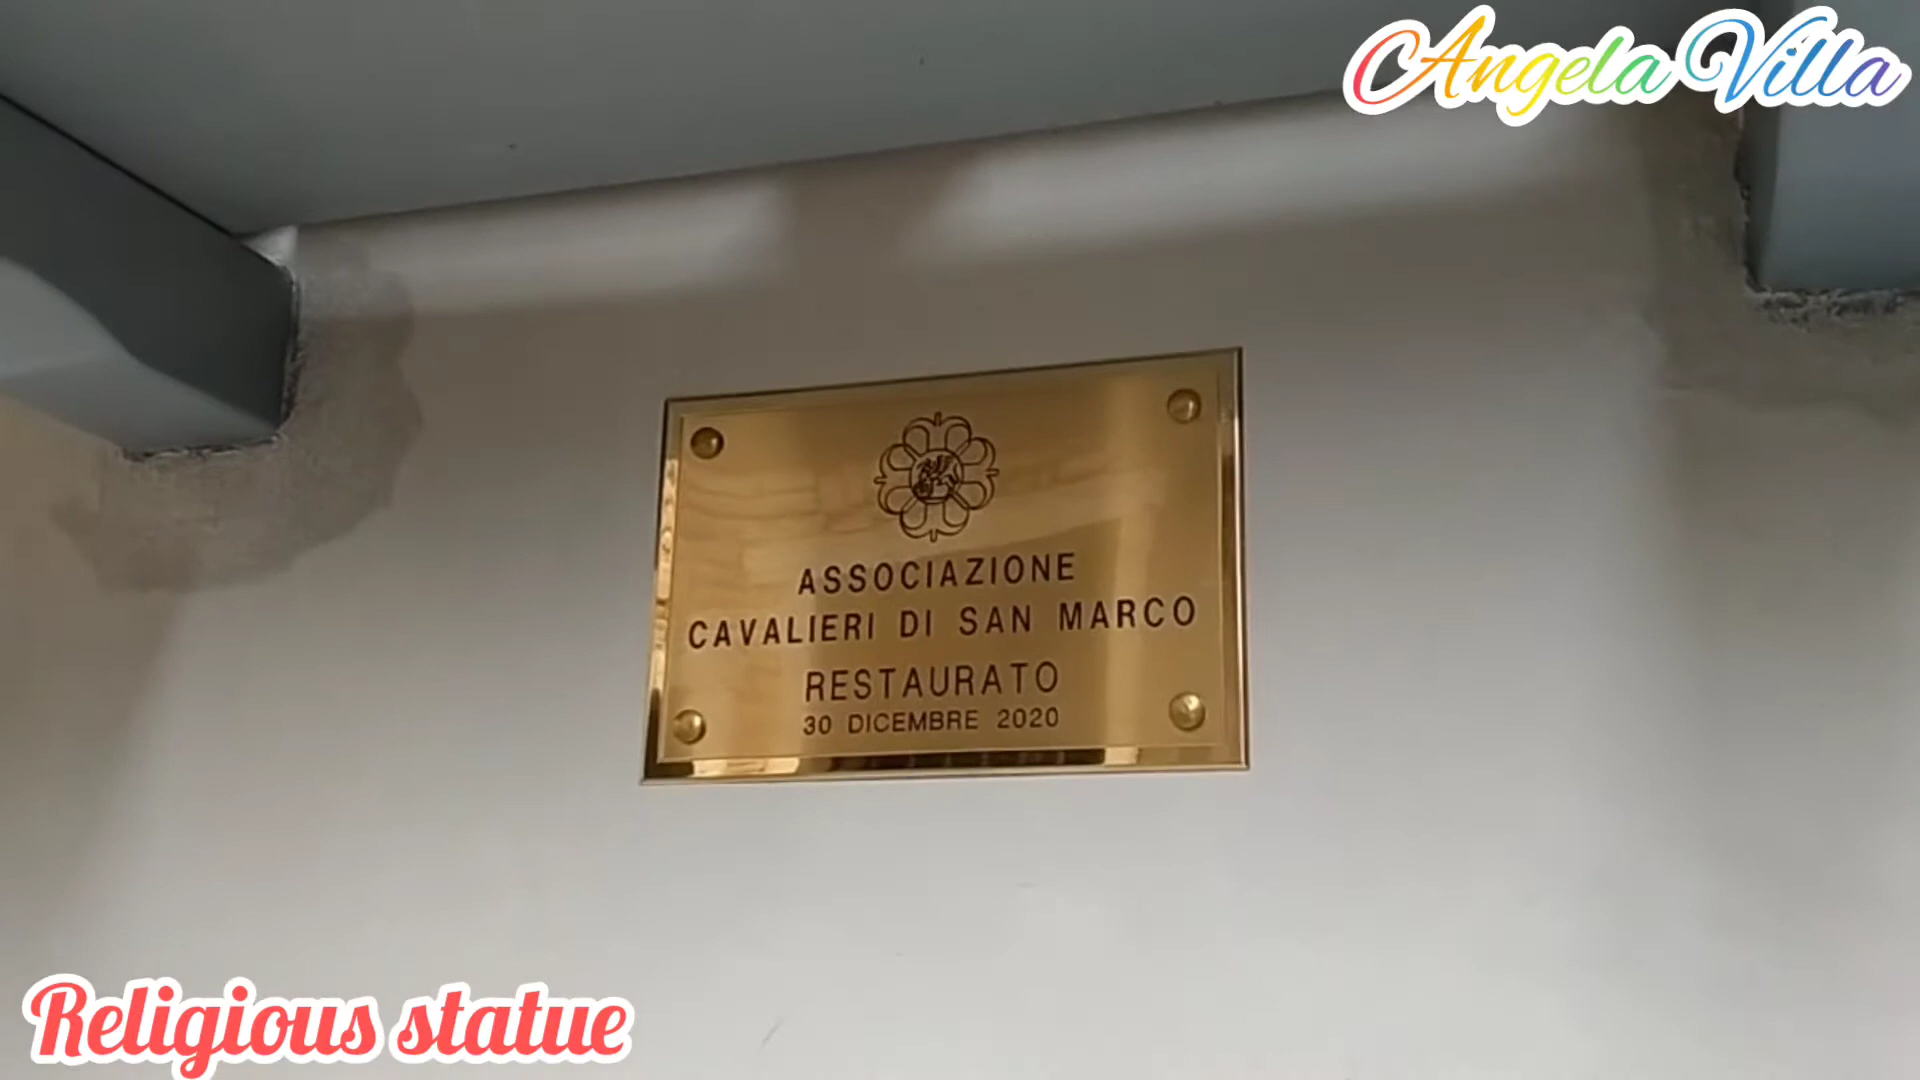 Angela Villa
ASSOCIAZIONE
CAVALIERI DI SAN MARCO
RESTAURATO
30 DICEMBRE 2020
Religious statue